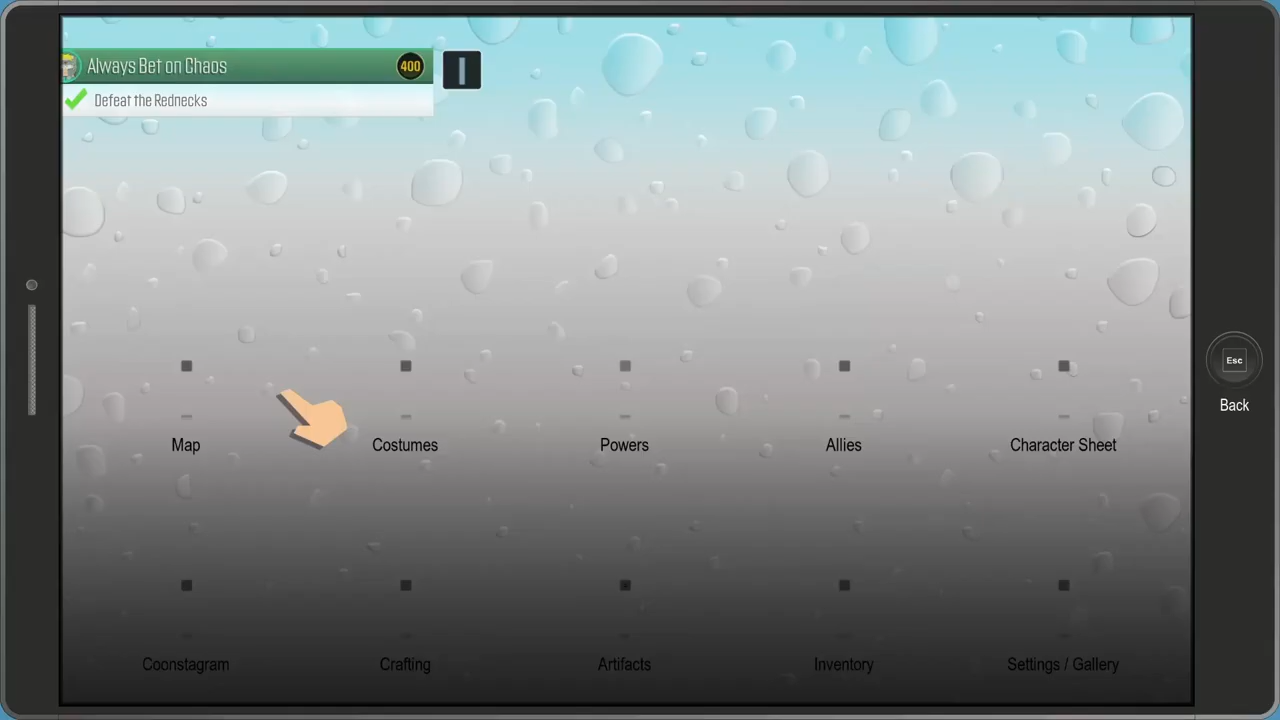 Always Bet on Chaos 400
Defeat the Rednecks
Esc
Back
Map Costumes Powers Allies Character Sheet
Coonstagram Crafting Artifacts Inventory Settings / Gallery